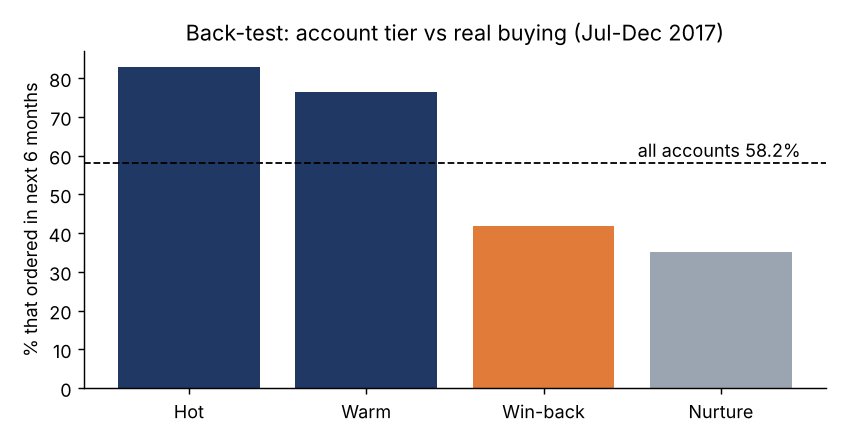 Back-test: account tier vs real buying (Jul-Dec 2017)
% that ordered in next 6 months
80
70
60
50
40
30
20
10
0
all accounts 58.2%
Hot
Warm
Win-back
Nurture